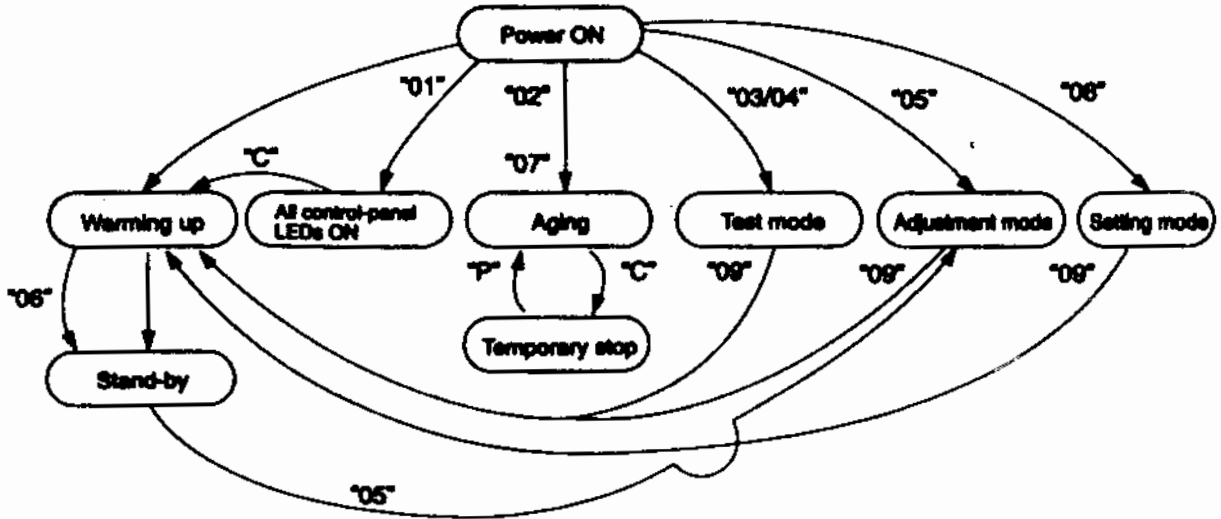 Power ON
"01"
"02"
"03/04"
"05"
"08"
"C"
"07"
Warming up
All control-panel
LEDs ON
Aging
Test mode
Adjustment mode
Setting mode
"06"
"P"
"C"
"09"
"09"
"09"
Temporary stop
Stand-by
"05"